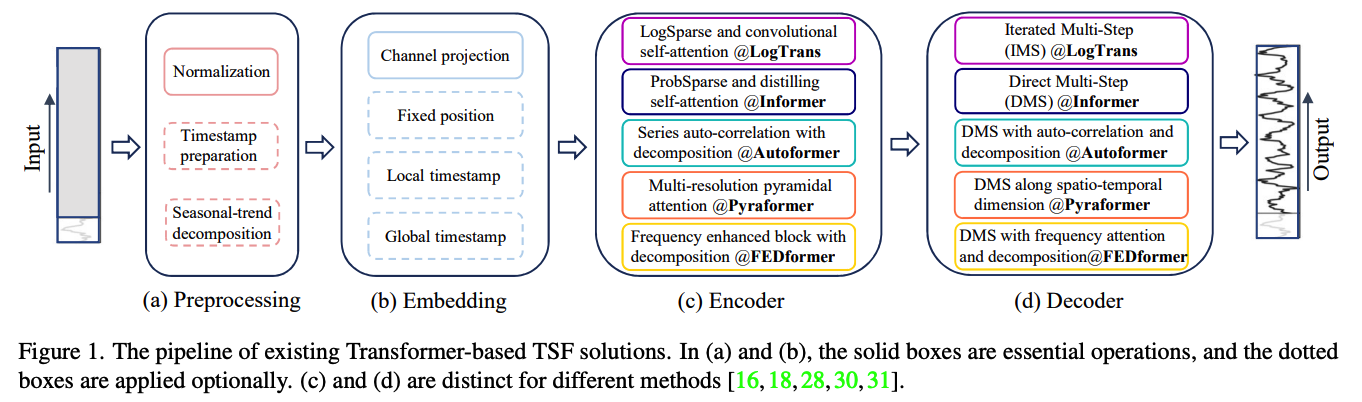 Input
Normalization
Timestamp
preparation
Seasonal-trend
decomposition
(a) Preprocessing
Channel projection
Fixed position
Local timestamp
Global timestamp
(b) Embedding
LogSparse and convolutional
self-attention @LogTrans
ProbSparse and distilling
self-attention @Informer
Series auto-correlation with
decomposition @Autoformer
Multi-resolution pyramidal
attention @Pyraformer
Frequency enhanced block with
decomposition @FEDformer
(c) Encoder
Iterated Multi-Step
(IMS) @LogTrans
Direct Multi-Step
(DMS) @Informer
DMS with auto-correlation and
decomposition @Autoformer
DMS along spatio-temporal
dimension @Pyraformer
DMS with frequency attention
and decomposition@FEDformer
(d) Decoder
Output
Figure 1. The pipeline of existing Transformer-based TSF solutions. In (a) and (b), the solid boxes are essential operations, and the dotted
boxes are applied optionally. (c) and (d) are distinct for different methods [16, 18, 28, 30, 31].